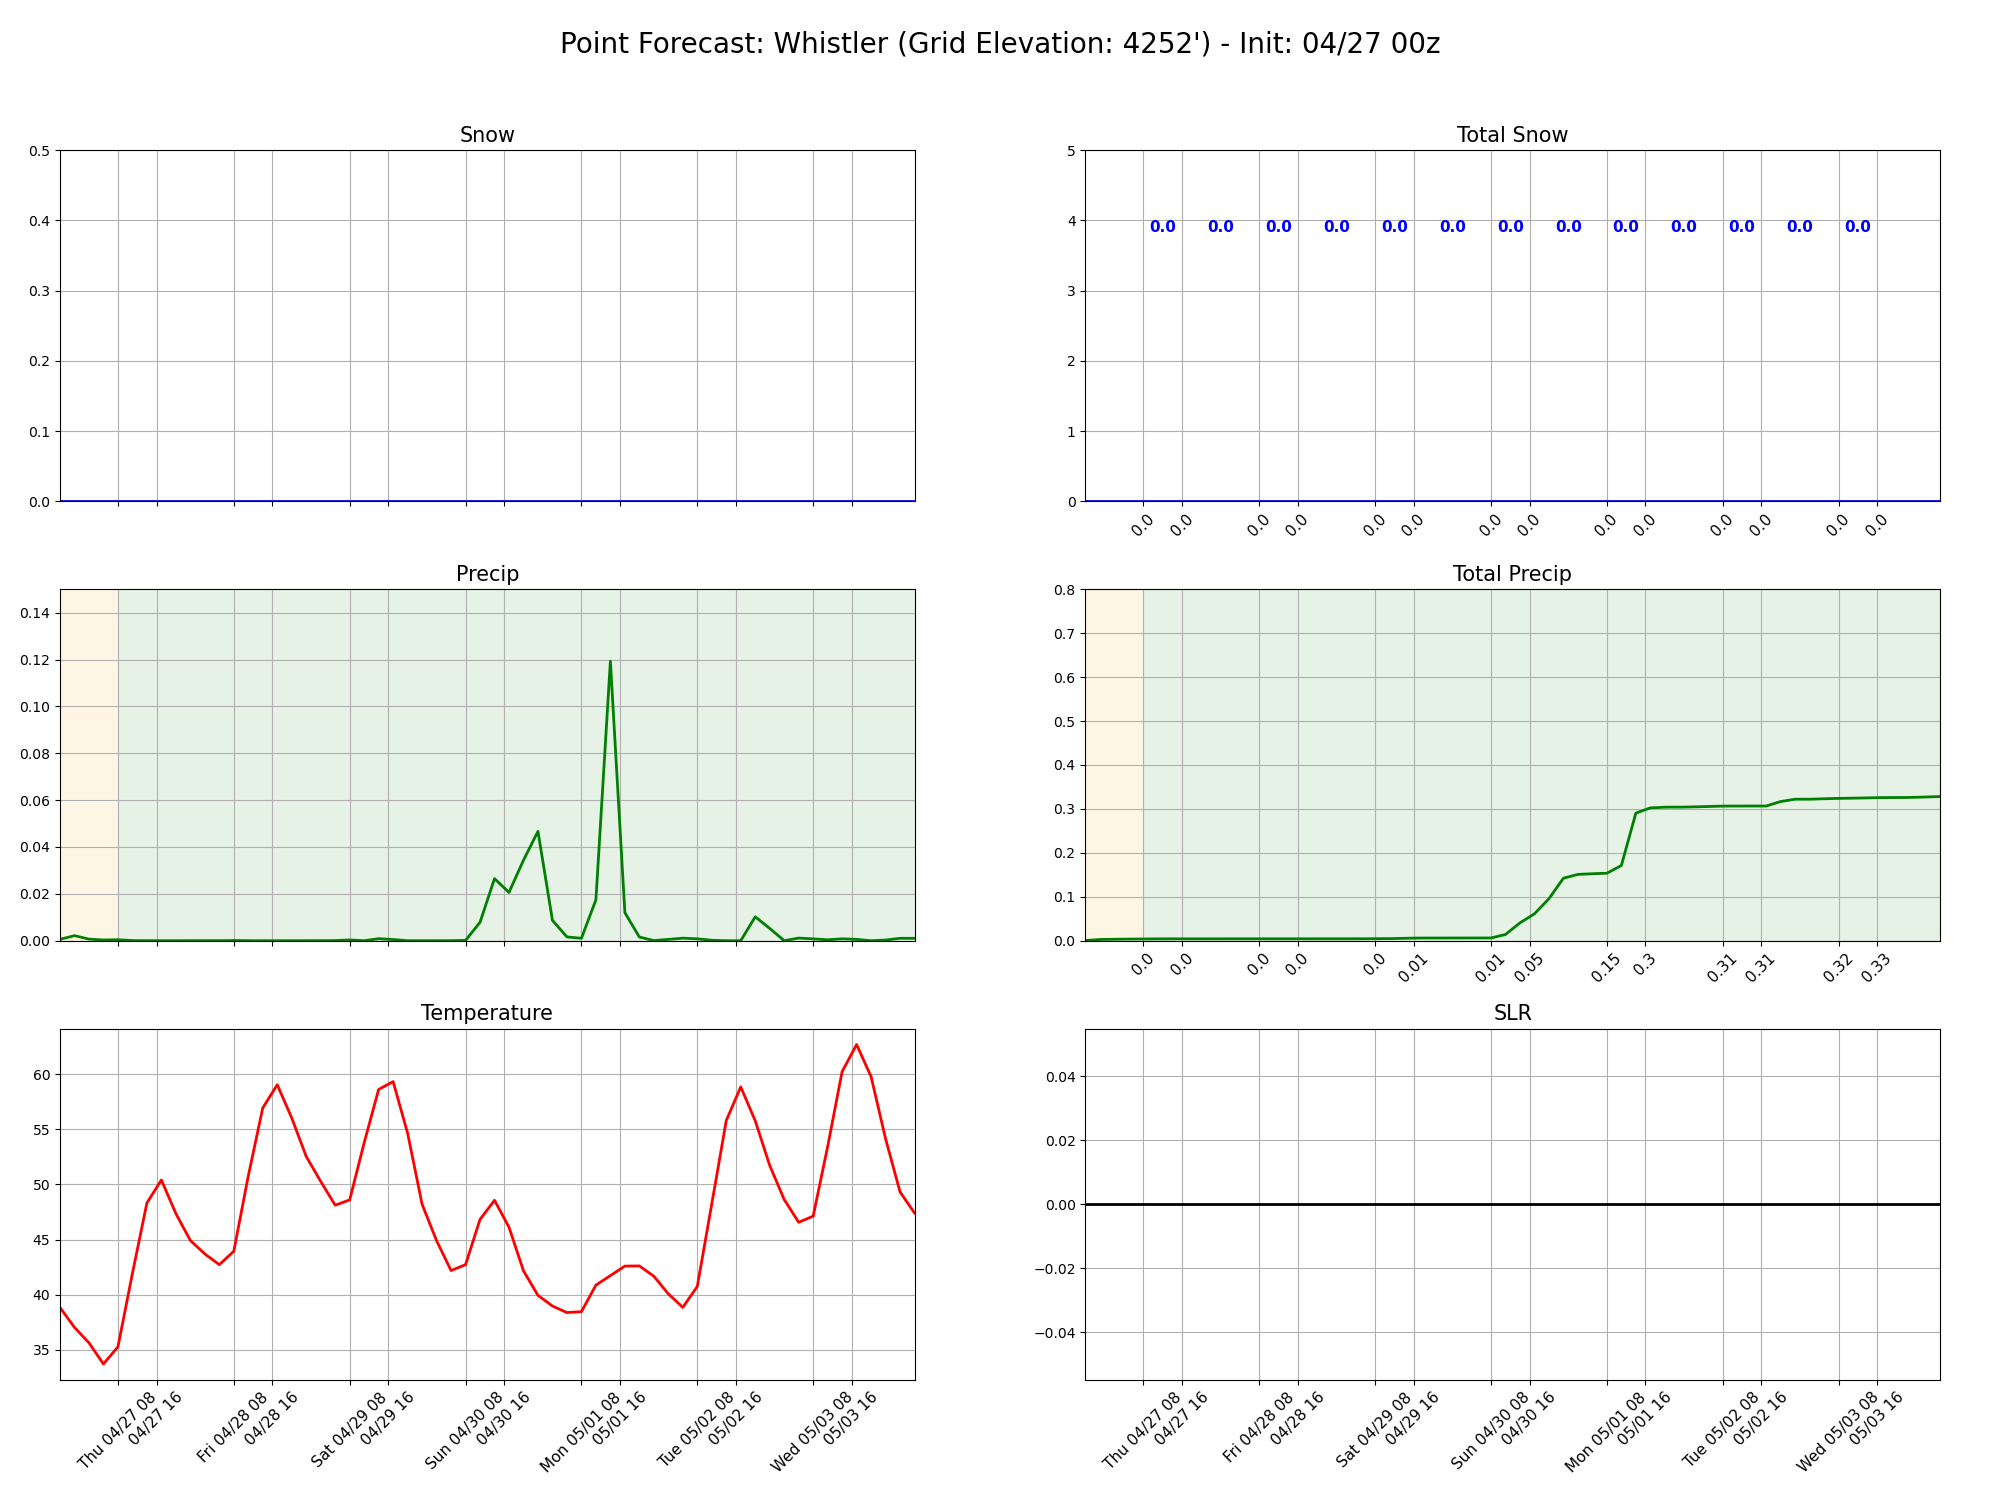 Point Forecast: Whistler (Grid Elevation: 4252') - Init: 04/27 00z
Snow
0.5
0.4
0.3
0.2
0.1
0.0
Total Snow
5
4
3
2
1
0
0.0 0.0 0.0 0.0 0.0 0.0 0.0 0.0 0.0 0.0 0.0 0.0 0.0
0.0 0.0 0.0 0.0 0.0 0.0 0.0 0.0 0.0 0.0 0.0 0.0 0.0 0.0
Precip
0.14
0.12
0.10
0.08
0.06
0.04
0.02
0.00
Total Precip
0.8
0.7
0.6
0.5
0.4
0.3
0.2
0.1
0.0
0.0 0.0 0.0 0.0 0.0 0.01 0.01 0.05 0.15 0.3 0.31 0.31 0.32 0.33
Temperature
60
55
50
45
40
35
Thu 04/27 08
04/27 16
Fri 04/28 08
04/28 16
Sat 04/29 08
04/29 16
Sun 04/30 08
04/30 16
Mon 05/01 08
05/01 16
Tue 05/02 08
05/02 16
Wed 05/03 08
05/03 16
SLR
0.04
0.02
0.00
−0.02
−0.04
Thu 04/27 08
04/27 16
Fri 04/28 08
04/28 16
Sat 04/29 08
04/29 16
Sun 04/30 08
04/30 16
Mon 05/01 08
05/01 16
Tue 05/02 08
05/02 16
Wed 05/03 08
05/03 16